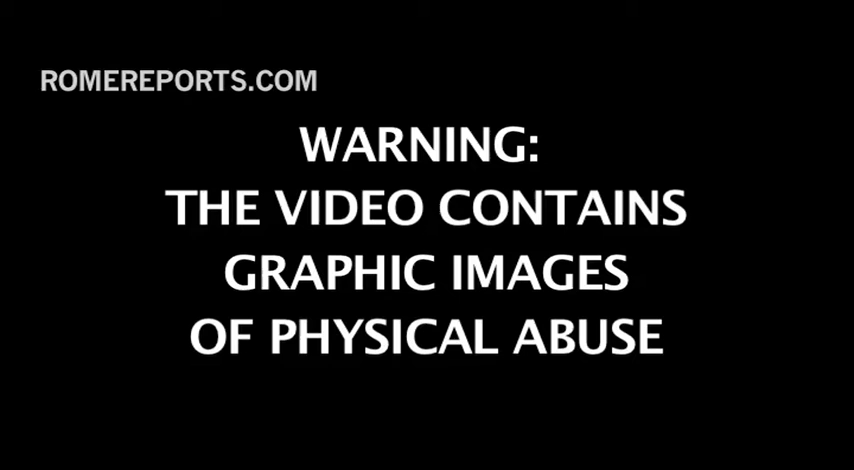 ROMEREPORTS.COM
WARNING:
THE VIDEO CONTAINS
GRAPHIC IMAGES
OF PHYSICAL ABUSE